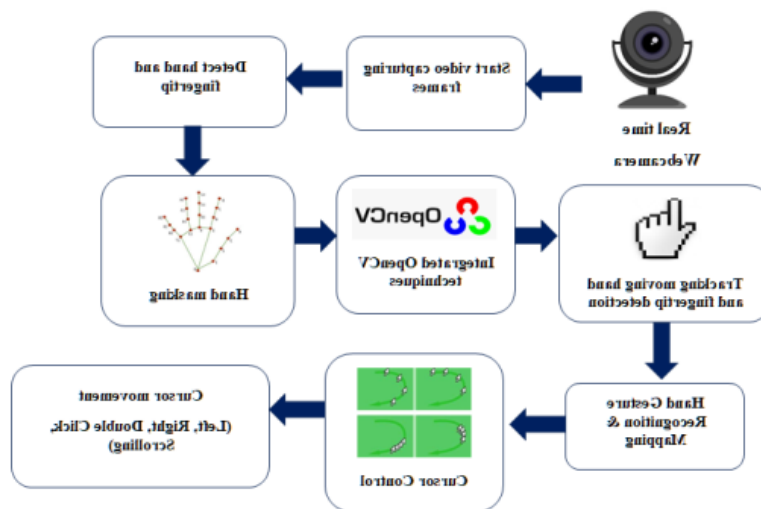 Real time
Webcamera
Start video capturing
frames
Detect hand and
fingertip
Hand masking
OpenCV
Integrated OpenCV
techniques
Tracking moving hand
and fingertip detection
Hand Gesture
Recognition &
Mapping
Cursor Control
Cursor movement
(Left, Right, Double Click,
Scrolling)